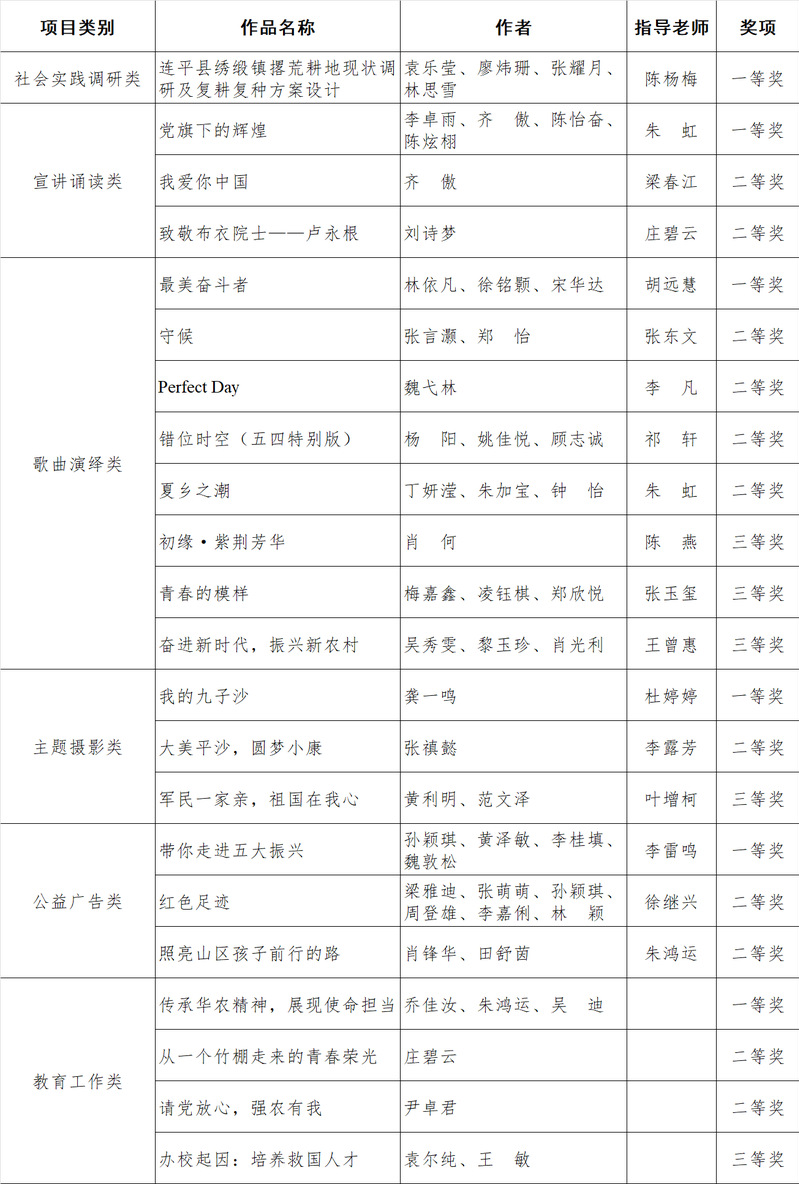 项目类别 作品名称 作者 指导老师 奖项
社会实践调研类 连平县绣缎镇撂荒耕地现状调 袁乐莹、廖炜珊、张耀月、 陈杨梅 一等奖
研及复耕复种方案设计 林思雪
宣讲诵读类 党旗下的辉煌 李卓雨、齐 傲、陈怡奋、 朱 虹 一等奖
陈炫栩
我爱你中国 齐 傲 梁春江 二等奖
致敬布衣院士——卢永根 刘诗梦 庄碧云 二等奖
歌曲演绎类 最美奋斗者 林依凡、徐铭颢、宋华达 胡远慧 一等奖
守候 张言灏、郑 怡 张东文 二等奖
Perfect Day 魏弋林 李 凡 二等奖
错位时空（五四特别版） 杨 阳、姚佳悦、顾志诚 祁 轩 二等奖
夏乡之潮 丁妍滢、朱加宝、钟 怡 朱 虹 二等奖
初缘·紫荆芳华 肖 何 陈 燕 三等奖
青春的模样 梅嘉鑫、凌钰棋、郑欣悦 张玉玺 三等奖
奋进新时代，振兴新农村 吴秀雯、黎玉珍、肖光利 王曾惠 三等奖
主题摄影类 我的九子沙 龚一鸣 杜婷婷 一等奖
大美平沙，圆梦小康 张禛懿 李露芳 二等奖
军民一家亲，祖国在我心 黄利明、范文泽 叶增柯 三等奖
公益广告类 带你走进五大振兴 孙颖琪、黄泽敏、李桂填、 李雷鸣 一等奖
魏敦松
红色足迹 梁雅迪、张萌萌、孙颖琪、 徐继兴 二等奖
周登雄、李嘉俐、林 颖
照亮山区孩子前行的路 肖锋华、田舒茵 朱鸿运 二等奖
教育工作类 传承华农精神，展现使命担当 乔佳汝、朱鸿运、吴 迪 一等奖
从一个竹棚走来的青春荣光 庄碧云 二等奖
请党放心，强农有我 尹卓君 二等奖
办校起因：培养救国人才 袁尔纯、王 敏 三等奖